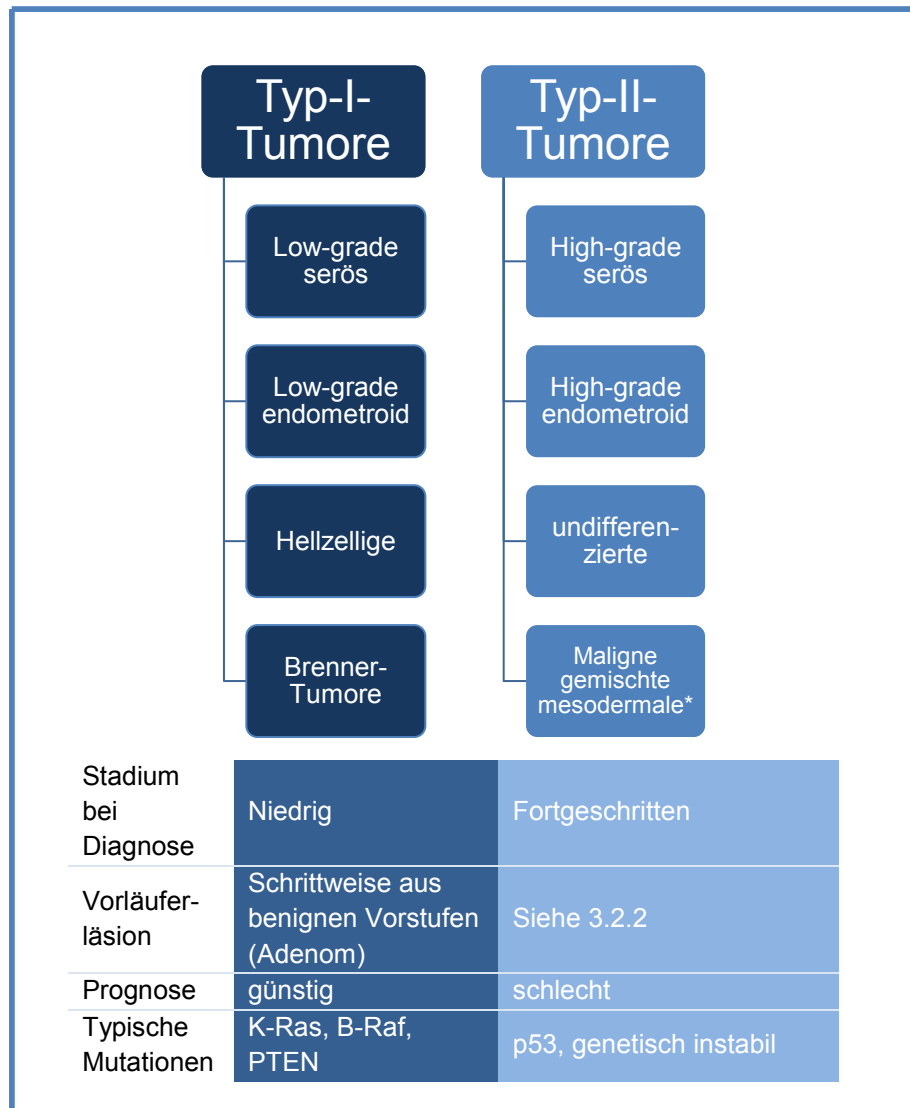 Typ-I-
Tumore
Low-grade
serös
Low-grade
endometroid
Hellzellige
Brenner-
Tumore
Typ-II-
Tumore
High-grade
serös
High-grade
endometroid
undifferen-
zierte
Maligne
gemischte
mesodermale*
Stadium
bei
Diagnose
Niedrig
Fortgeschritten
Vorläufer-
läsion
Schrittweise aus
benignen Vorstufen
(Adenom)
Siehe 3.2.2
Prognose
günstig
schlecht
Typische
Mutationen
K-Ras, B-Raf,
PTEN
p53, genetisch instabil